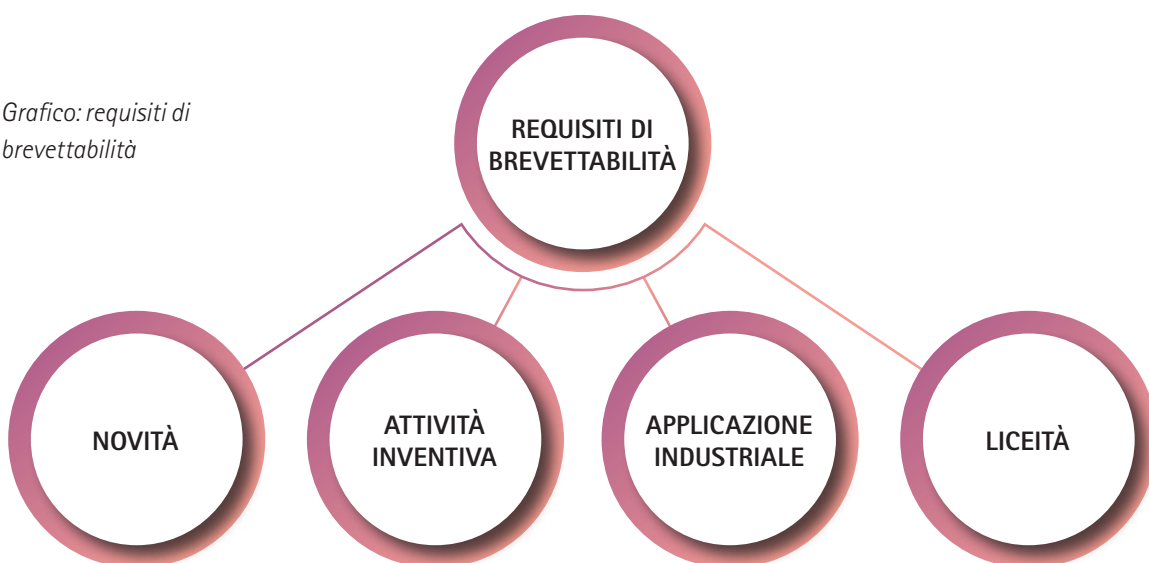 Grafico: requisiti di
brevettabilità
REQUISITI DI
BREVETTABILITÀ
NOVITÀ
ATTIVITÀ
INVENTIVA
APPLICAZIONE
INDUSTRIALE
LICEITÀ